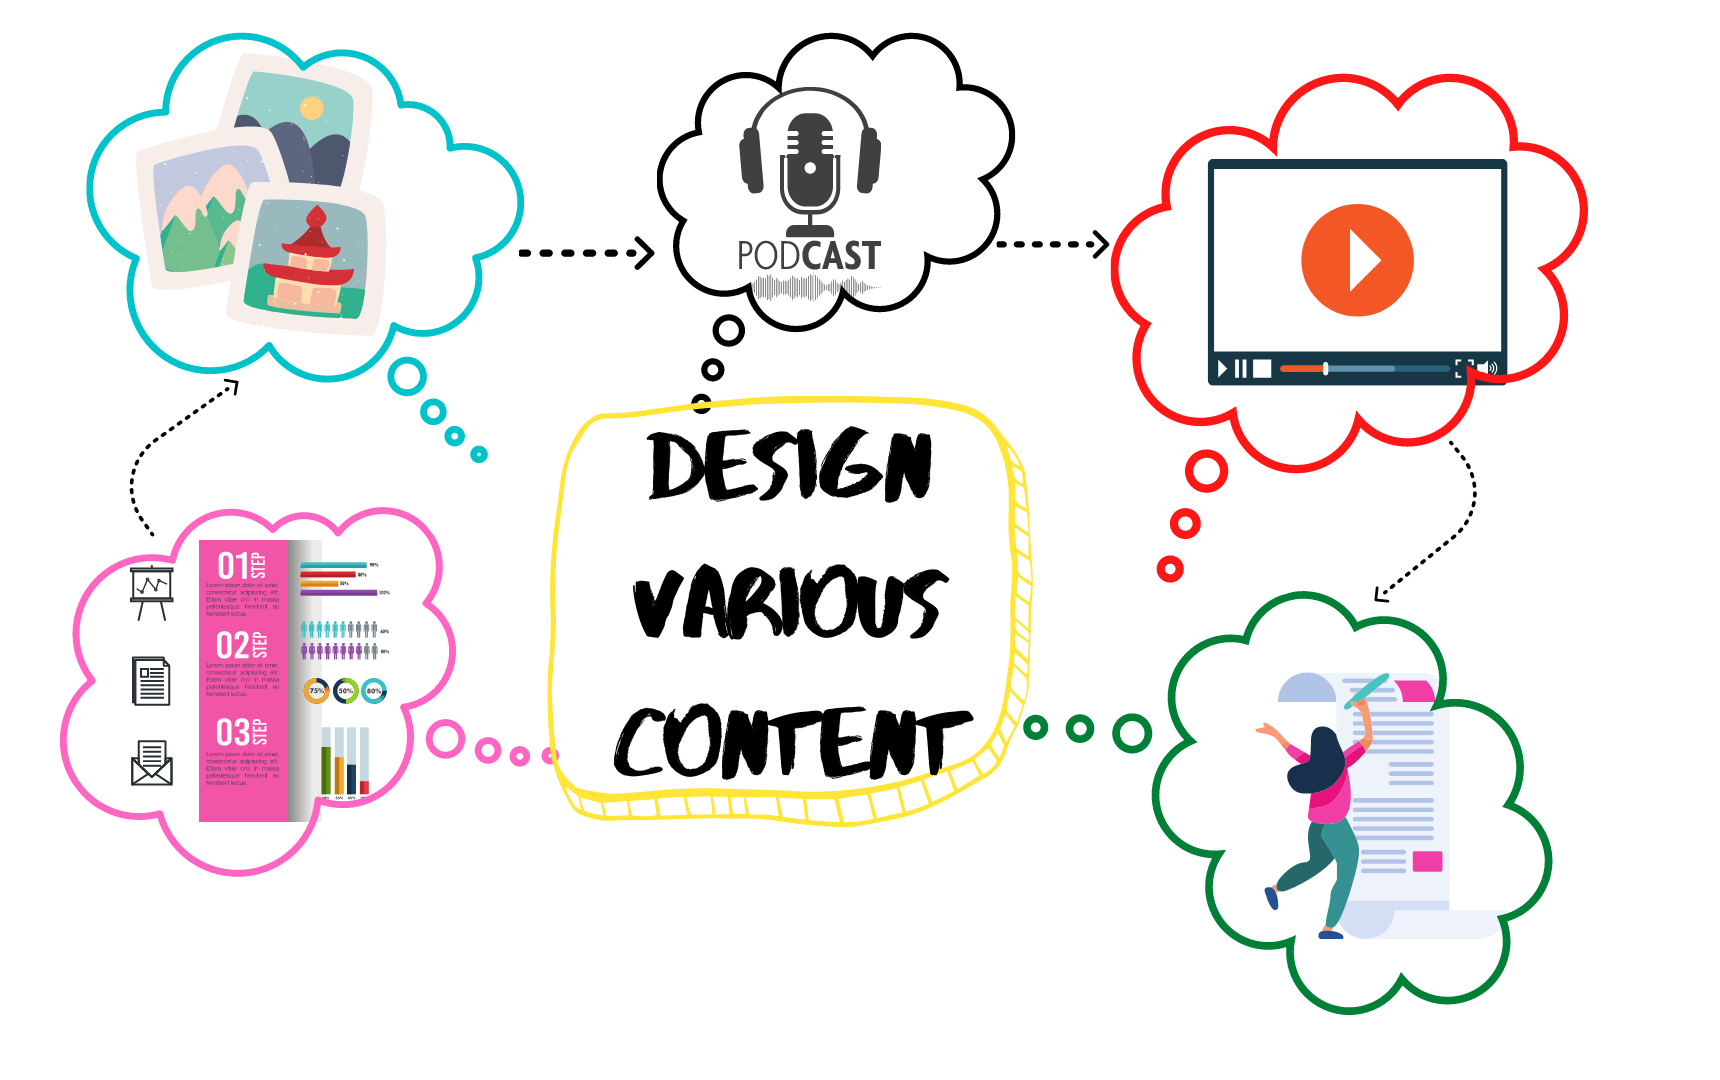 PODCAST
DESIGN
VARIOUS
CONTENT
01 STEP
Lorem ipsum dolor sit amet,
consectetur adipiscing elit.
Etiam vitae orci in massa
pellentesque hendrerit eu
hendrerit lectus.
02 STEP
Lorem ipsum dolor sit amet,
consectetur adipiscing elit.
Etiam vitae orci in massa
pellentesque hendrerit eu
hendrerit lectus.
03 STEP
Lorem ipsum dolor sit amet,
consectetur adipiscing elit.
Etiam vitae orci in massa
pellentesque hendrerit eu
hendrerit lectus.
90%
100%
60%
75% 50% 80%